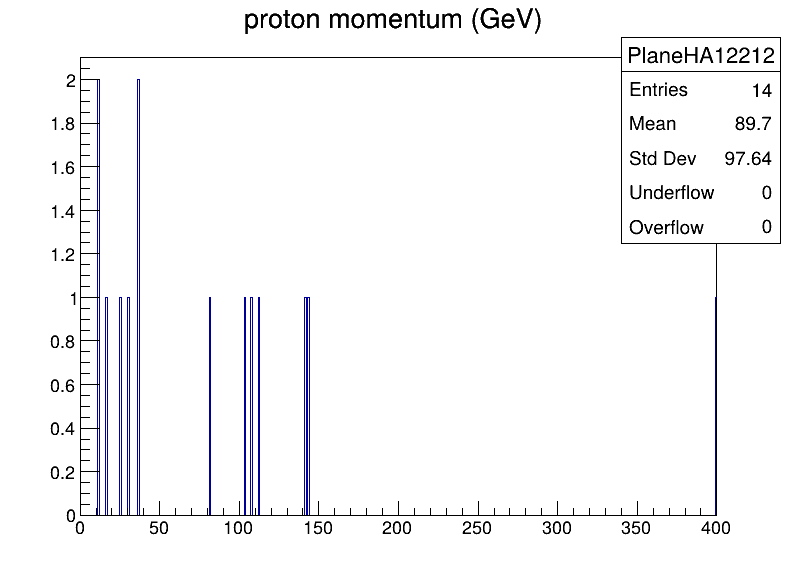 proton momentum (GeV)
PlaneHA12212
Entries 14
Mean 89.7
Std Dev 97.64
Underflow 0
Overflow 0
2
1.8
1.6
1.4
1.2
1
0.8
0.6
0.4
0.2
0
0 50 100 150 200 250 300 350 400